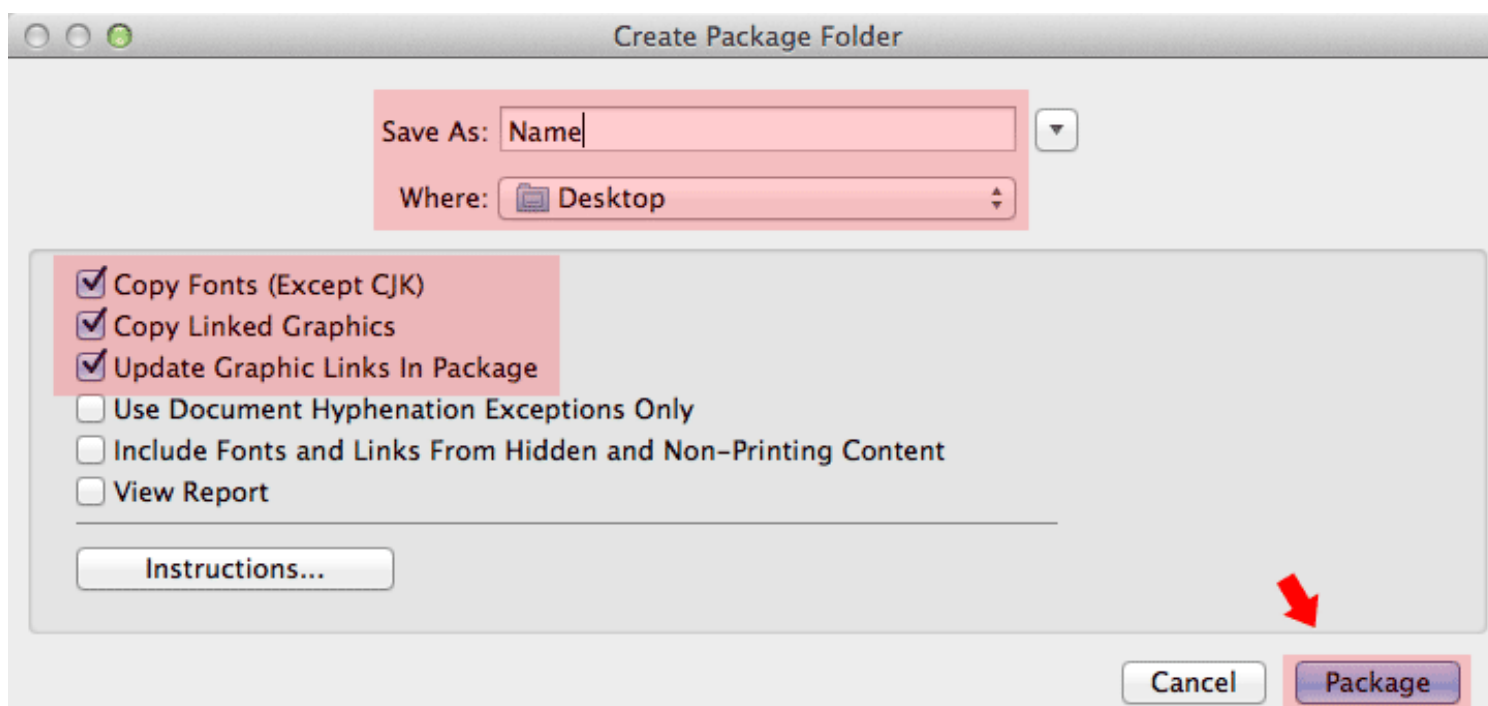 Create Package Folder
Save As: Name
Where: Desktop
Copy Fonts (Except CJK)
Copy Linked Graphics
Update Graphic Links In Package
Use Document Hyphenation Exceptions Only
Include Fonts and Links From Hidden and Non-Printing Content
View Report
Instructions...
Cancel Package